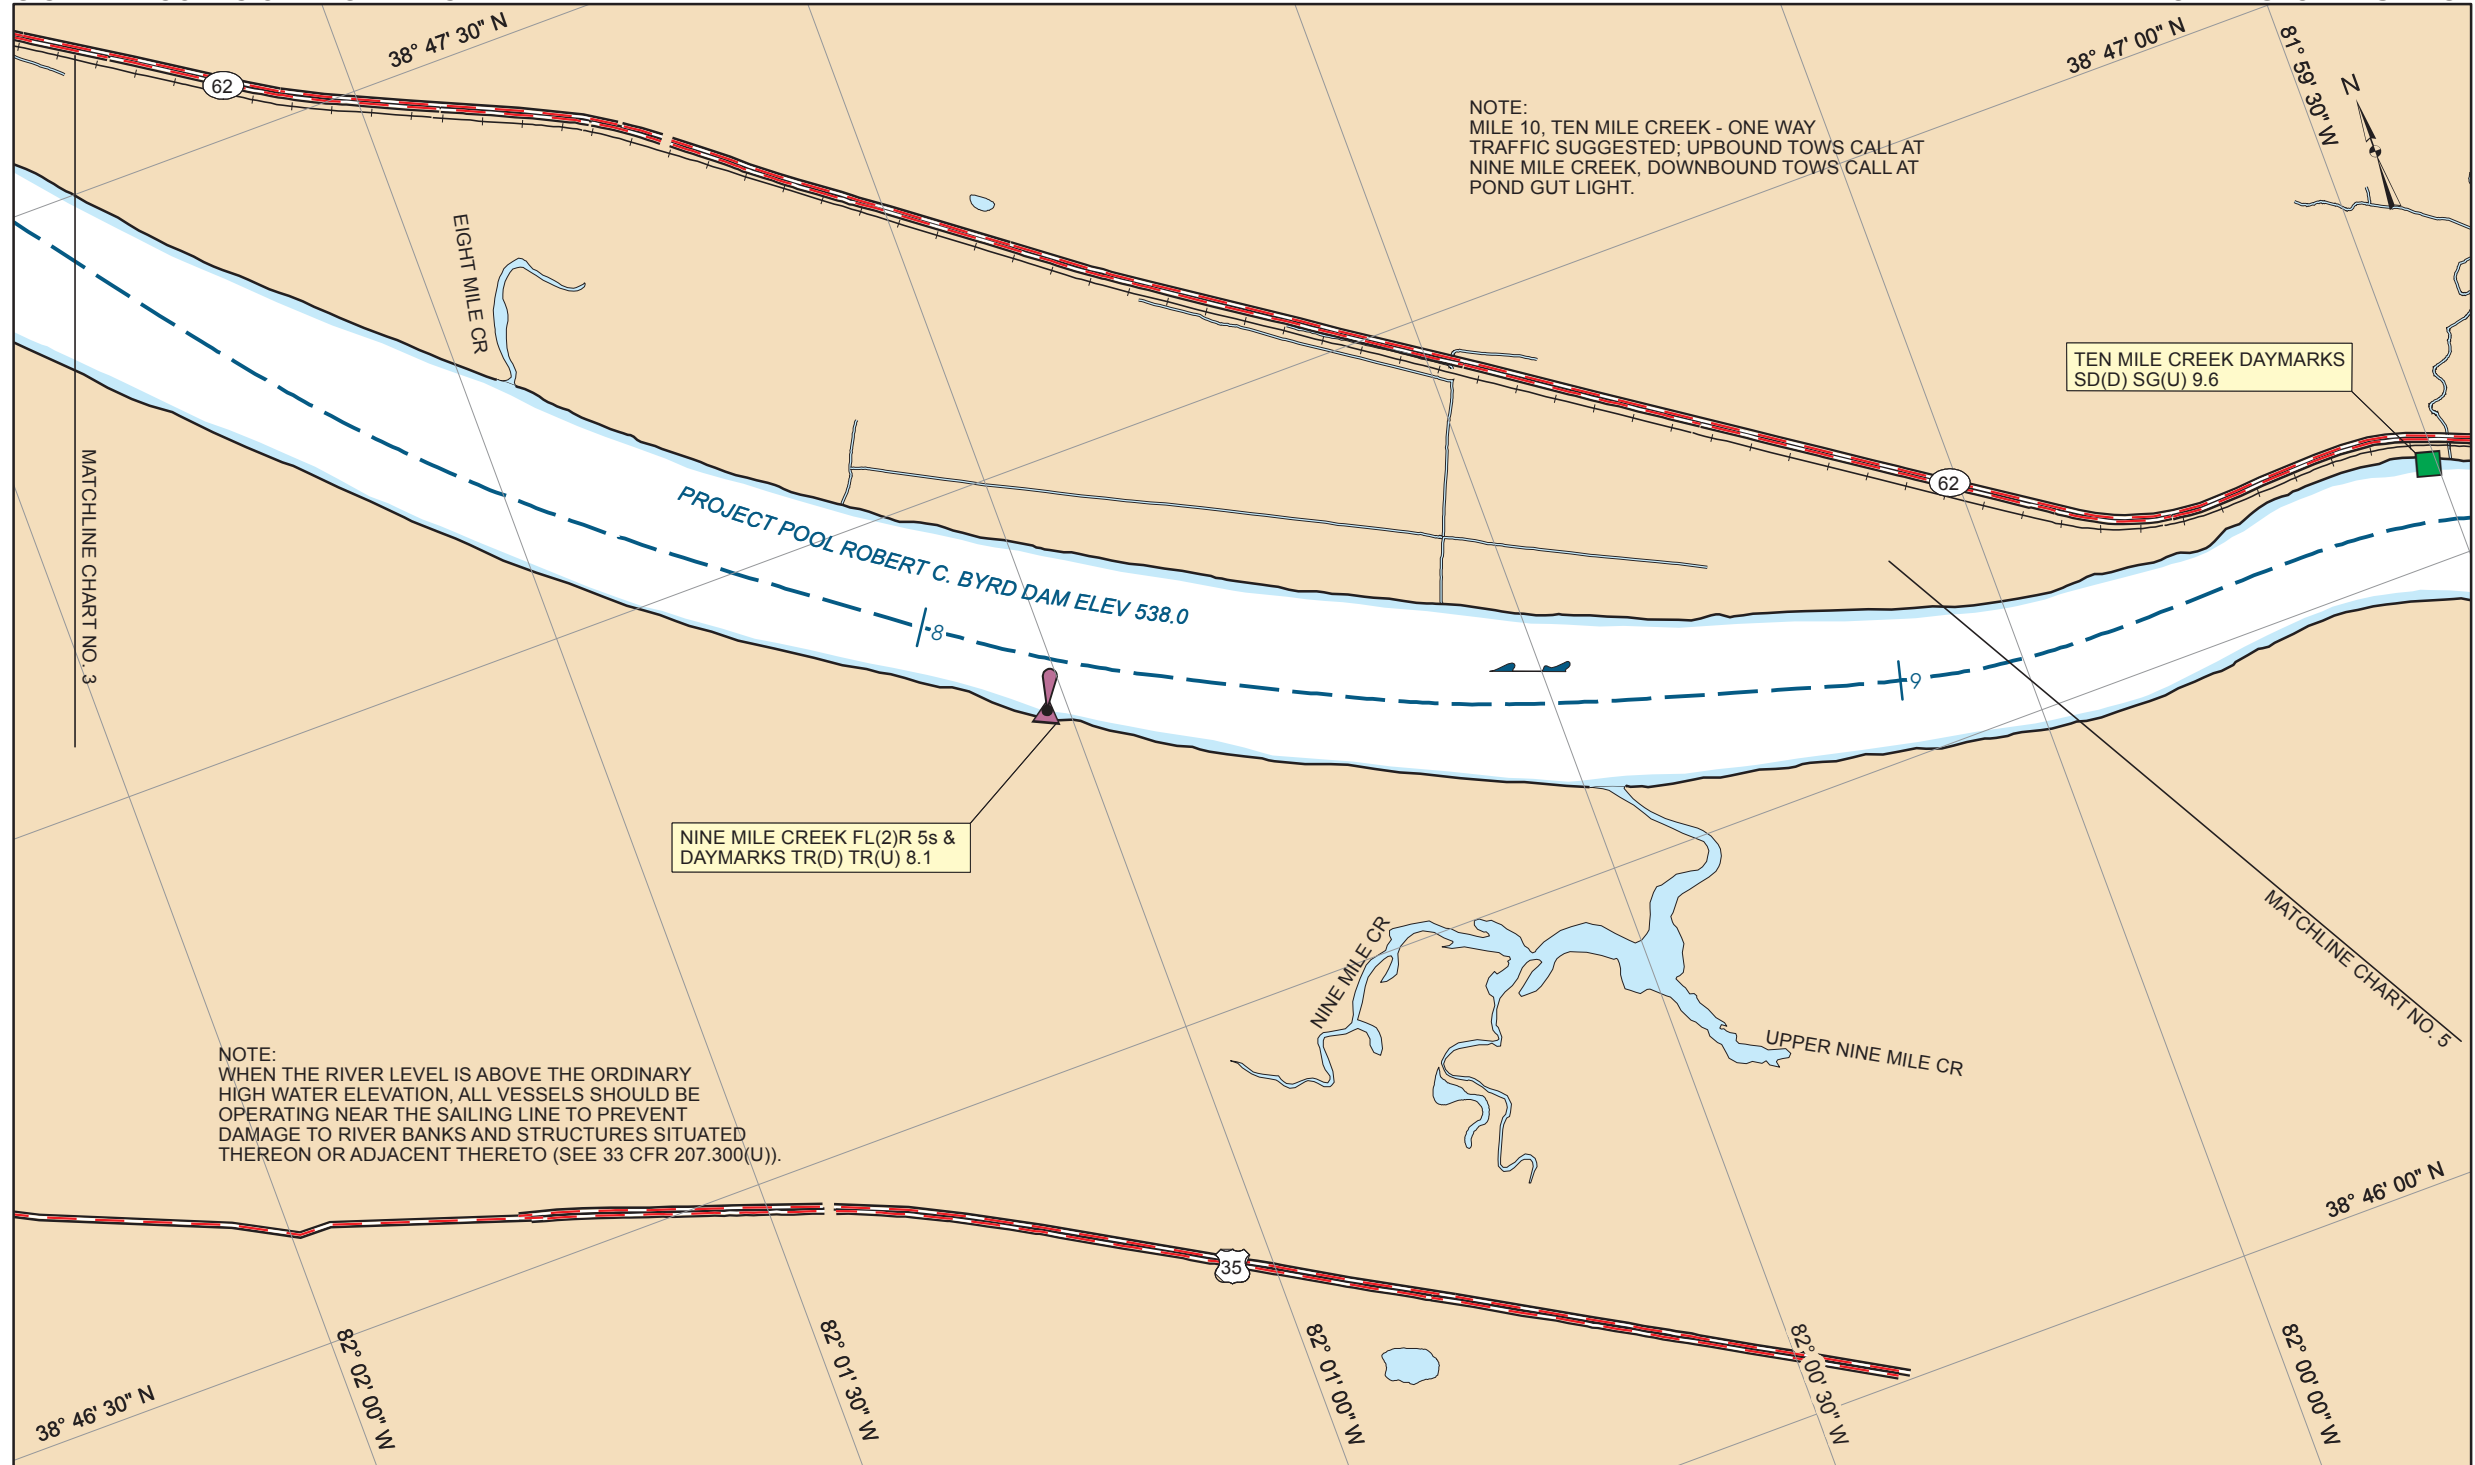 38° 47' 30" N
38° 47' 00" N
81° 59' 30" W
N
62
NOTE:
MILE 10, TEN MILE CREEK - ONE WAY
TRAFFIC SUGGESTED; UPBOUND TOWS CALL AT
NINE MILE CREEK, DOWNBOUND TOWS CALL AT
POND GUT LIGHT.
EIGHT MILE CR
TEN MILE CREEK DAYMARKS
SD(D) SG(U) 9.6
MATCHLINE CHART NO. 3
62
PROJECT POOL ROBERT C. BYRD DAM ELEV 538.0
8
9
NINE MILE CREEK FL(2)R 5s &
DAYMARKS TR(D) TR(U) 8.1
MATCHLINE CHART NO. 5
NINE MILE CR
UPPER NINE MILE CR
NOTE:
WHEN THE RIVER LEVEL IS ABOVE THE ORDINARY
HIGH WATER ELEVATION, ALL VESSELS SHOULD BE
OPERATING NEAR THE SAILING LINE TO PREVENT
DAMAGE TO RIVER BANKS AND STRUCTURES SITUATED
THEREON OR ADJACENT THERETO (SEE 33 CFR 207.300(U)).
38° 46' 00" N
35
82° 02' 00" W
82° 01' 30" W
82° 01' 00" W
82° 00' 30" W
82° 00' 00" W
38° 46' 30" N